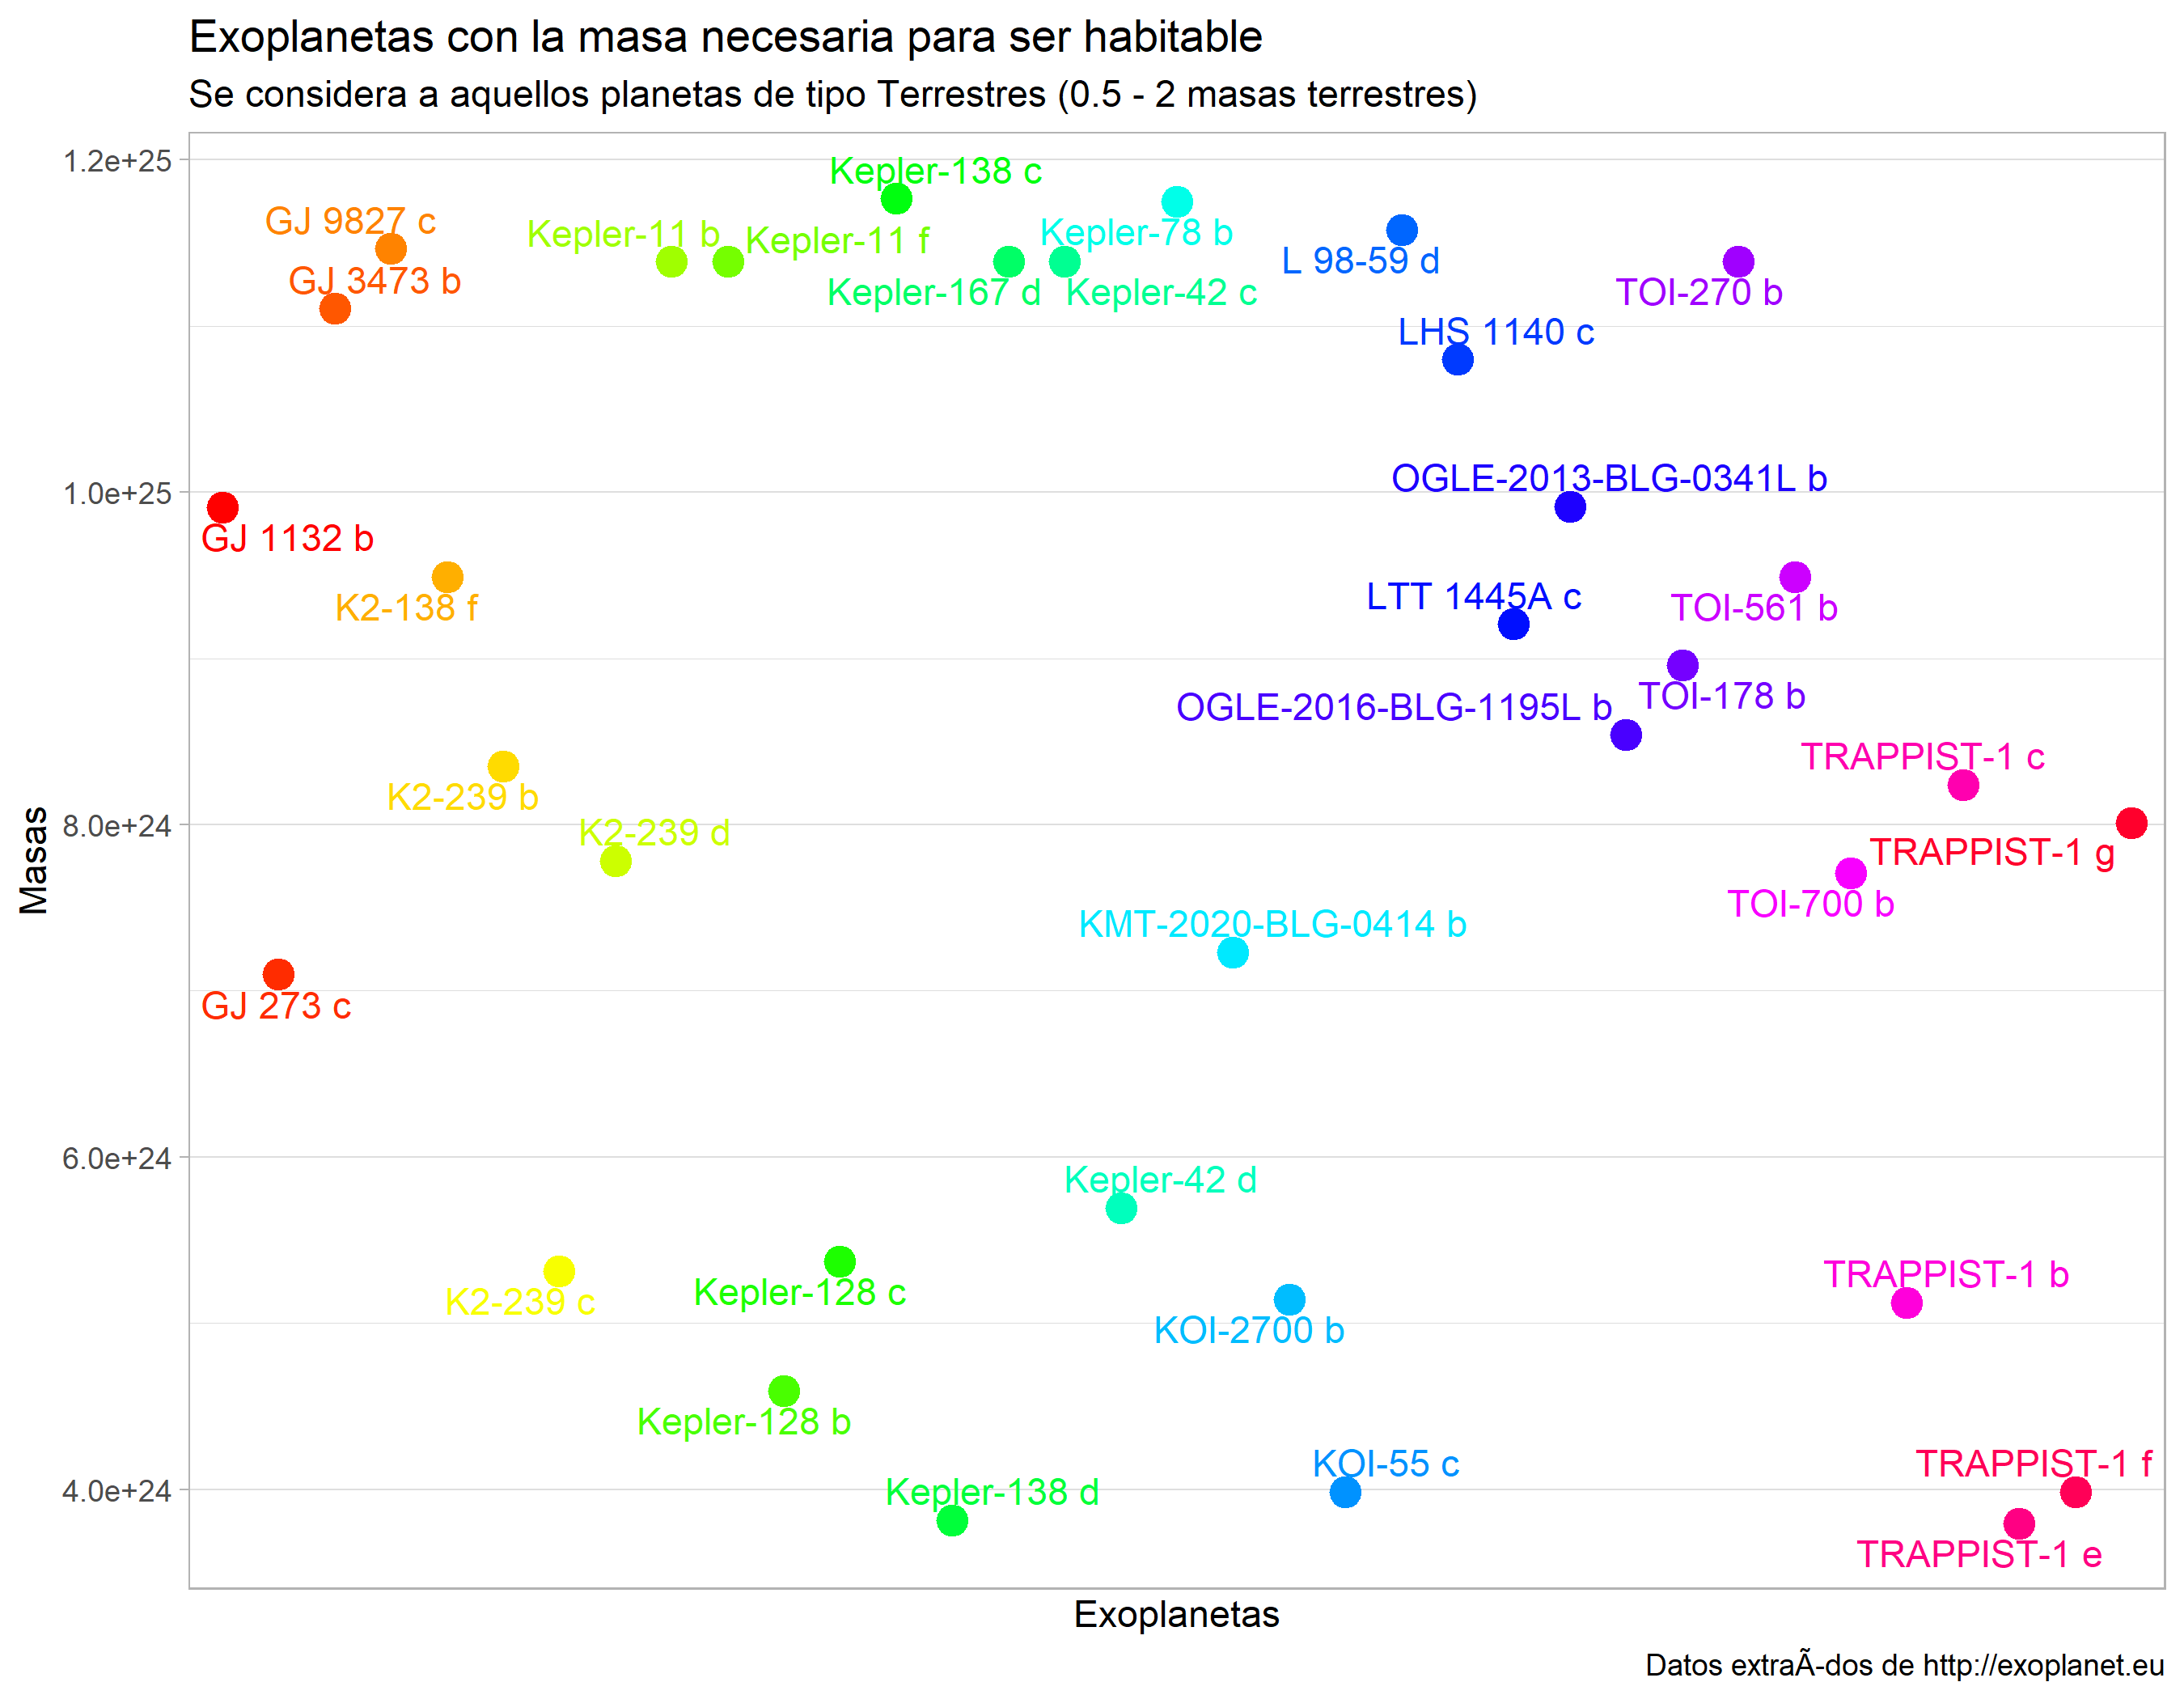 Exoplanetas con la masa necesaria para ser habitable
Se considera a aquellos planetas de tipo Terrestres (0.5 - 2 masas terrestres)
1.2e+25
Kepler-138 c
GJ 9827 c
Kepler-11 b
Kepler-11 f
Kepler-78 b
L 98-59 d
GJ 3473 b
Kepler-167 d
Kepler-42 c
TOI-270 b
LHS 1140 c
OGLE-2013-BLG-0341L b
1.0e+25
GJ 1132 b
LTT 1445A c
K2-138 f
TOI-561 b
TOI-178 b
OGLE-2016-BLG-1195L b
TRAPPIST-1 c
K2-239 b
8.0e+24
K2-239 d
TRAPPIST-1 g
Masas
TOI-700 b
KMT-2020-BLG-0414 b
GJ 273 c
6.0e+24
Kepler-42 d
TRAPPIST-1 b
Kepler-128 c
K2-239 c
KOI-2700 b
Kepler-128 b
KOI-55 c
TRAPPIST-1 f
4.0e+24
Kepler-138 d
TRAPPIST-1 e
Exoplanetas
Datos extraÃ-dos de http://exoplanet.eu